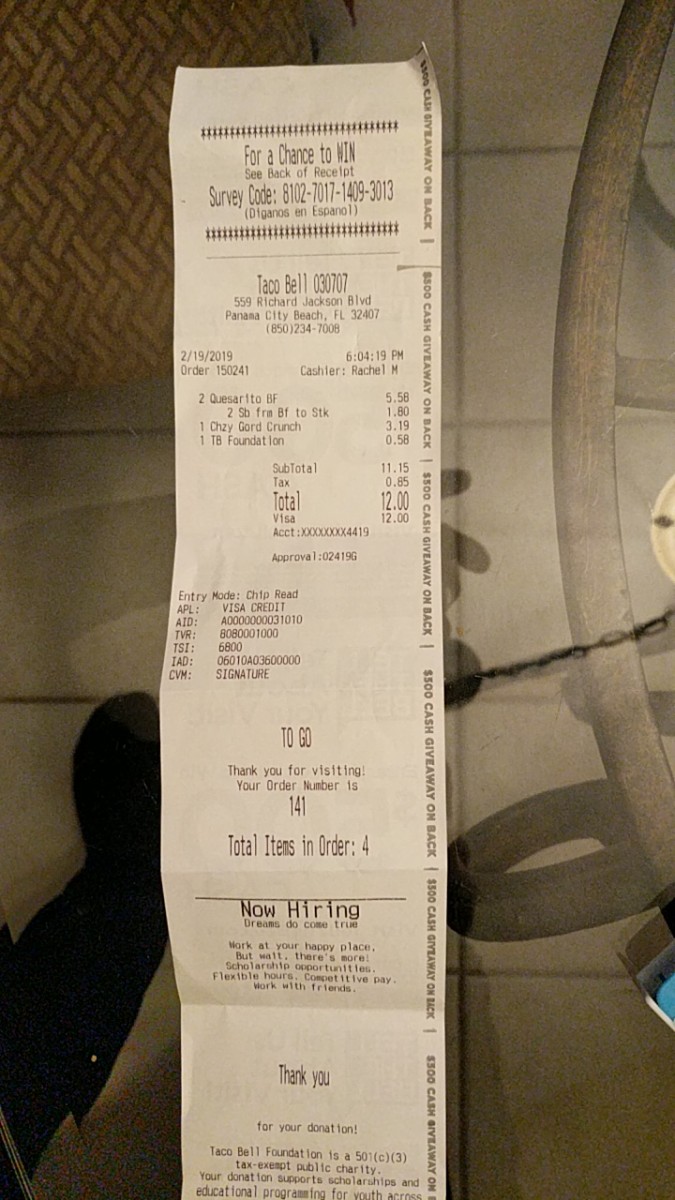 ********************************
For a Chance to WIN
See Back of Receipt
Survey Code: 8102-7017-1409-3013
(Diganos en Espanol)
********************************
Taco Bell 030707
559 Richard Jackson Blvd
Panama City Beach, FL 32407
(850)234-7008
2/19/2019 6:04:19 PM
Order 150241 Cashier: Rachel M
2 Quesarito BF 5.58
2 Sb frm Bf to Stk 1.80
1 Chzy Gord Crunch 3.19
1 TB Foundation 0.58
SubTotal 11.15
Tax 0.85
Total 12.00
Visa 12.00
Acct:XXXXXXXX4419
Approval:02419G
Entry Mode: Chip Read
APL: VISA CREDIT
AID: A0000000031010
TVR: 8080001000
TSI: 6800
IAD: 06010A03600000
CVM: SIGNATURE
TO GO
Thank you for visiting!
Your Order Number is
141
Total Items in Order: 4
Now Hiring
Dreams do come true
Work at your happy place,
But wait, there's more!
Scholarship opportunities.
Flexible hours. Competitive pay.
Work with friends.
Thank you
for your donation!
Taco Bell Foundation is a 501(c)(3)
tax-exempt public charity.
Your donation supports scholarships and
educational programming for youth across
$500 CASH GIVEAWAY ON BACK |
$500 CASH GIVEAWAY ON BACK |
$500 CASH GIVEAWAY ON BACK |
$500 CASH GIVEAWAY ON BACK |
$500 CASH GIVEAWAY ON BACK |
$500 CASH GIVEAWAY ON